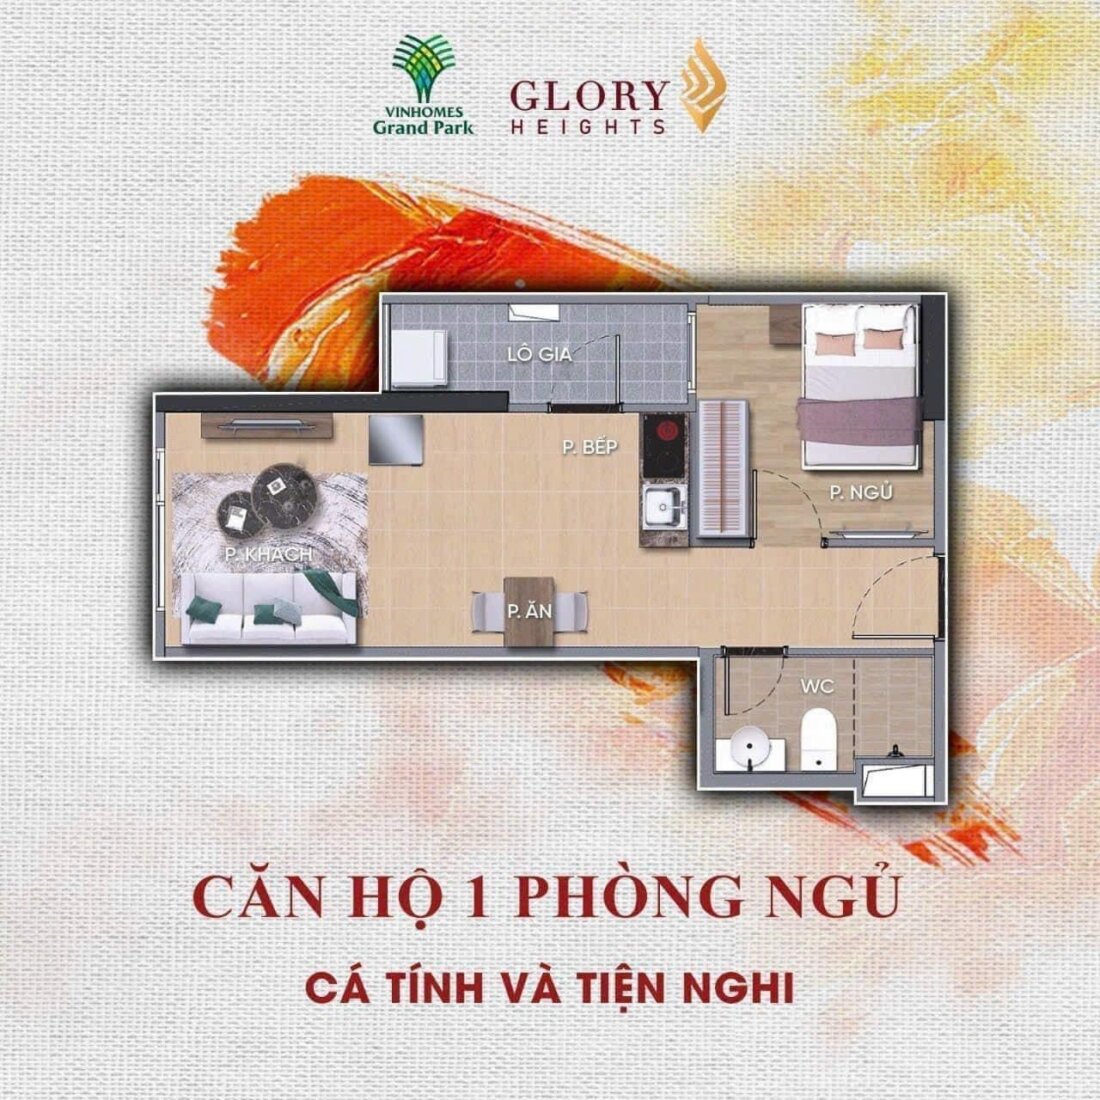 VINHOMES
Grand Park
GLORY
HEIGHTS
LÔ GIA
P. BẾP
P. NGỦ
P. KHÁCH
P. ĂN
WC
CĂN HỘ 1 PHÒNG NGỦ
CÁ TÍNH VÀ TIỆN NGHI